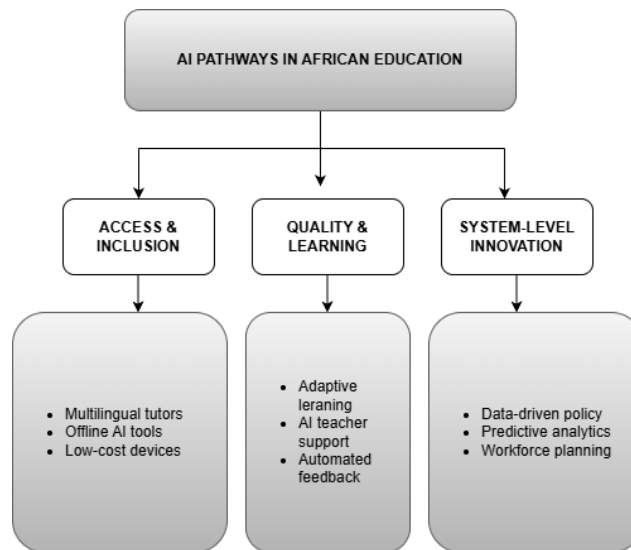 AI PATHWAYS IN AFRICAN EDUCATION
ACCESS &
INCLUSION
QUALITY &
LEARNING
SYSTEM-LEVEL
INNOVATION
• Multilingual tutors
• Offline AI tools
• Low-cost devices
• Adaptive
leraning
• AI teacher
support
• Automated
feedback
• Data-driven policy
• Predictive analytics
• Workforce planning